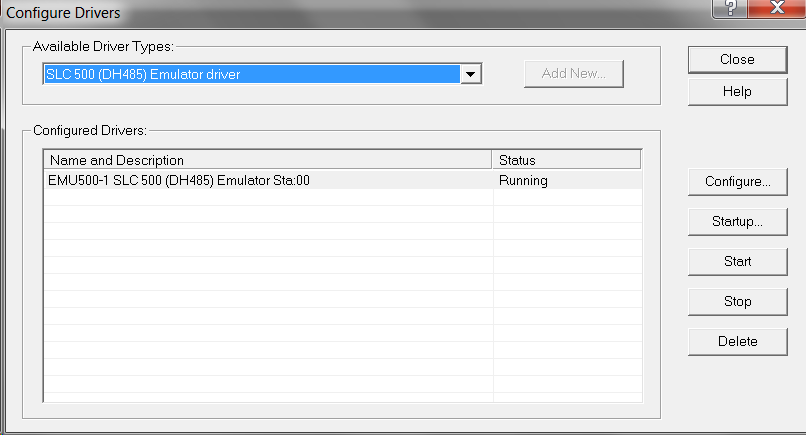 Configure Drivers
Available Driver Types:
SLC 500 (DH485) Emulator driver
Add New...
Close
Help
Configured Drivers:
Name and Description Status
EMU500-1 SLC 500 (DH485) Emulator Sta:00 Running
Configure...
Startup...
Start
Stop
Delete